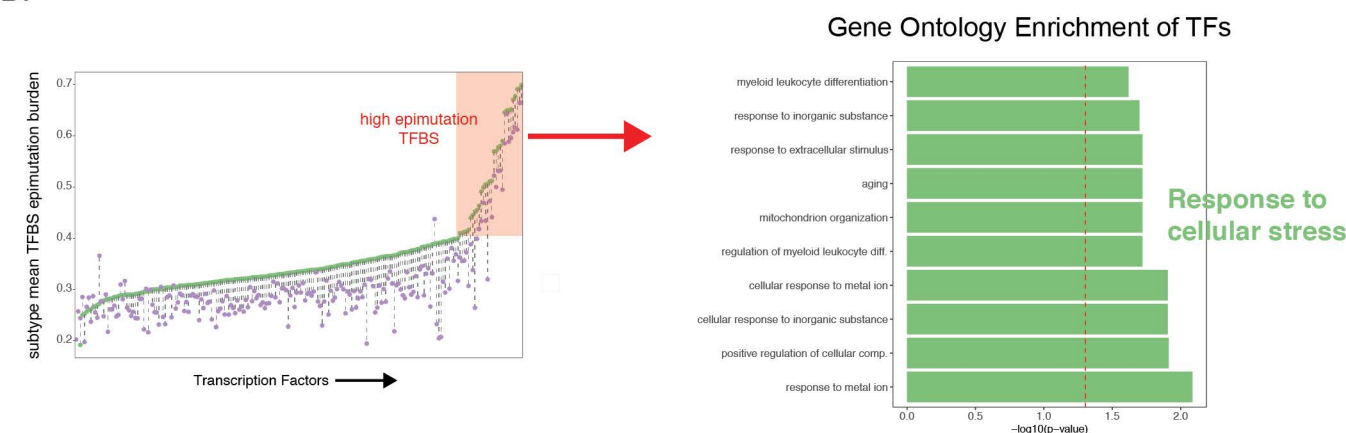 subtype mean TFBS epimutation burden
0.7
0.6
0.5
0.4
0.3
0.2
high epimutation
TFBS
Transcription Factors
Gene Ontology Enrichment of TFs
myeloid leukocyte differentiation
response to inorganic substance
response to extracellular stimulus
aging
mitochondrion organization
regulation of myeloid leukocyte diff.
cellular response to metal ion
cellular response to inorganic substance
positive regulation of cellular comp.
response to metal ion
0.0 0.5 1.0 1.5 2.0
−log10(p−value)
Response to
cellular stress